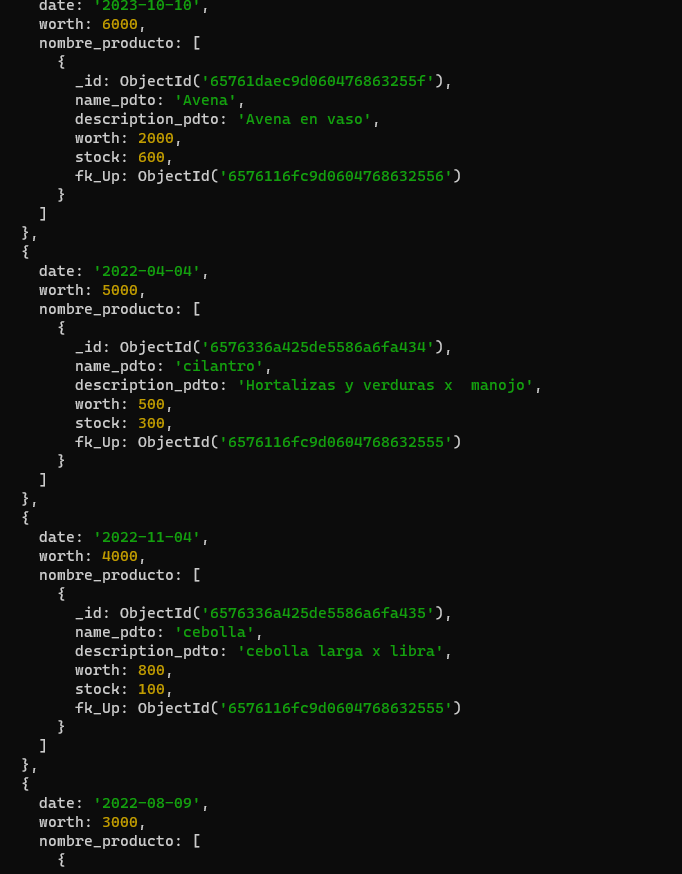 date: '2023-10-10',
worth: 6000,
nombre_producto: [
{
_id: ObjectId('65761daec9d060476863255f'),
name_pdto: 'Avena',
description_pdto: 'Avena en vaso',
worth: 2000,
stock: 600,
fk_Up: ObjectId('6576116fc9d0604768632556')
}
]
},
{
date: '2022-04-04',
worth: 5000,
nombre_producto: [
{
_id: ObjectId('6576336a425de5586a6fa434'),
name_pdto: 'cilantro',
description_pdto: 'Hortalizas y verduras x  manojo',
worth: 500,
stock: 300,
fk_Up: ObjectId('6576116fc9d0604768632555')
}
]
},
{
date: '2022-11-04',
worth: 4000,
nombre_producto: [
{
_id: ObjectId('6576336a425de5586a6fa435'),
name_pdto: 'cebolla',
description_pdto: 'cebolla larga x libra',
worth: 800,
stock: 100,
fk_Up: ObjectId('6576116fc9d0604768632555')
}
]
},
{
date: '2022-08-09',
worth: 3000,
nombre_producto: [
{